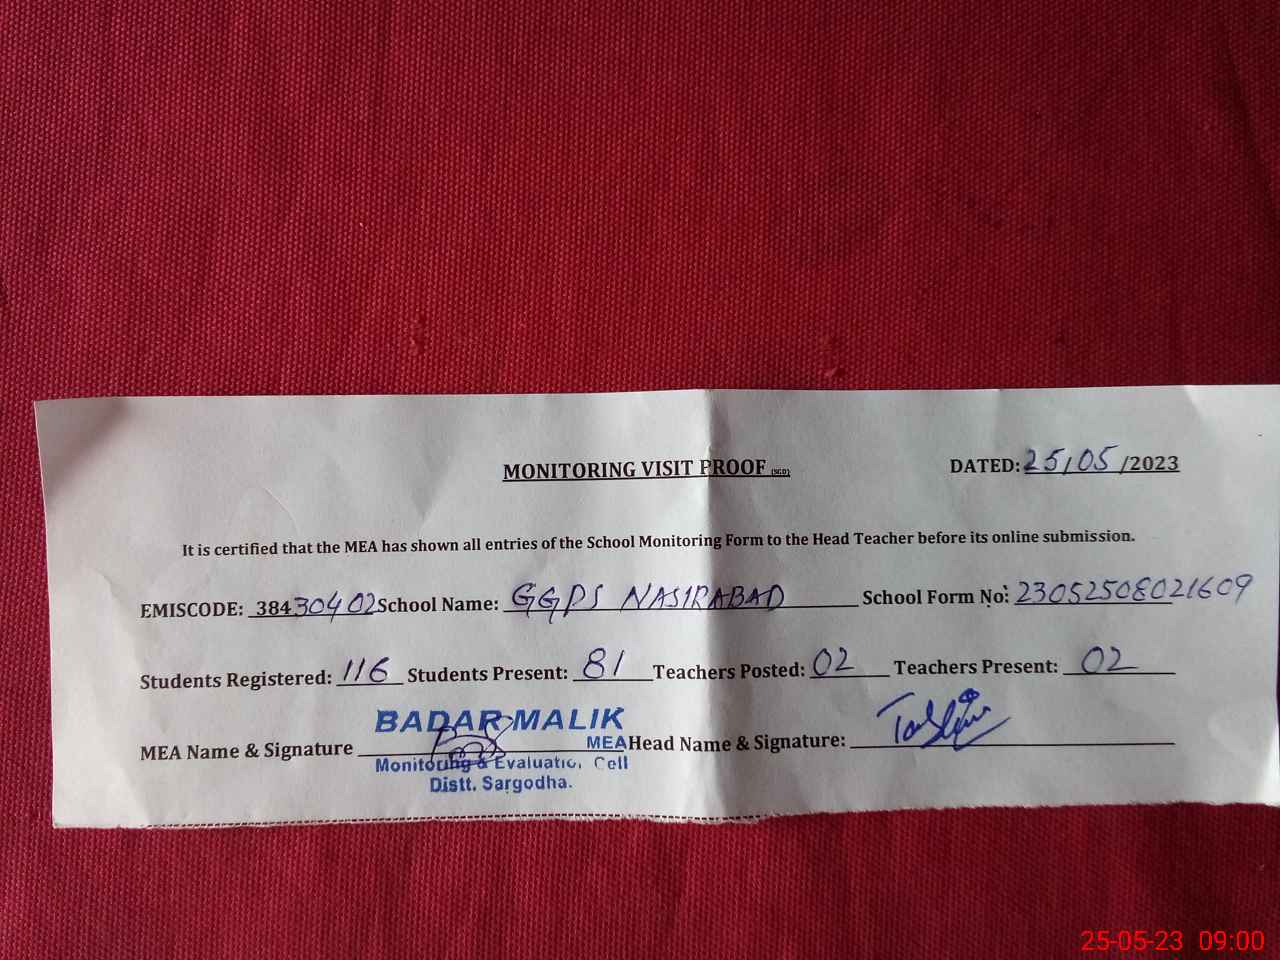 MONITORING VISIT PROOF (SGD) DATED: 25/05/2023
It is certified that the MEA has shown all entries of the School Monitoring Form to the Head Teacher before its online submission.
EMISCODE: 38430402 School Name: GGPS NASIRABAD School Form No: 23052508021609
Students Registered: 116 Students Present: 81 Teachers Posted: 02 Teachers Present: 02
BADAR MALIK
MEA Name & Signature MEA Head Name & Signature:
Monitoring & Evaluatio. Cell
Distt. Sargodha.
25-05-23 09:00